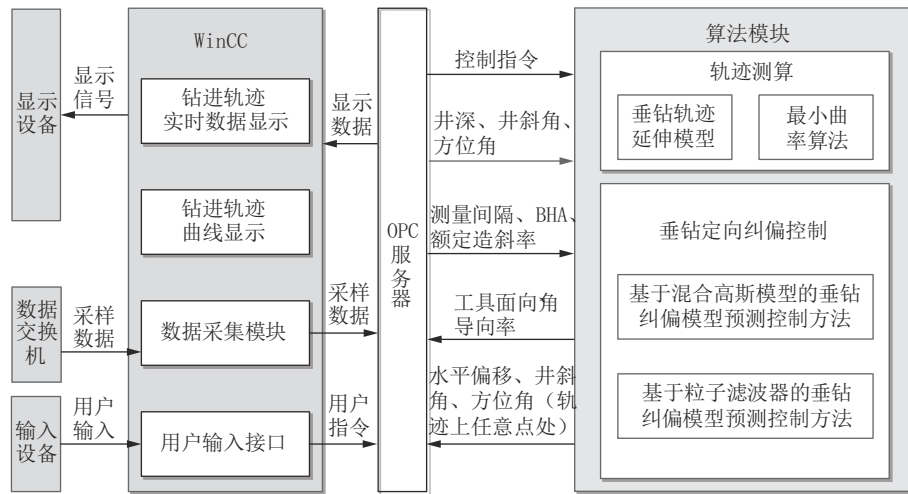 显示
设备
数据
交换
机
输入
设备
显示
信号
采样
数据
用户
输入
WinCC
钻进轨迹
实时数据显示
钻进轨迹
曲线显示
数据采集模块
用户输入接口
显示
数据
采样
数据
用户
指令
OPC
服
务
器
控制指令
井深、井斜角、
方位角
测量间隔、BHA、
额定造斜率
工具面向角
导向率
水平偏移、井斜
角、方位角（轨
迹上任意点处）
算法模块
轨迹测算
垂钻轨迹
延伸模型
最小曲
率算法
垂钻定向纠偏控制
基于混合高斯模型的垂钻
纠偏模型预测控制方法
基于粒子滤波器的垂钻
纠偏模型预测控制方法